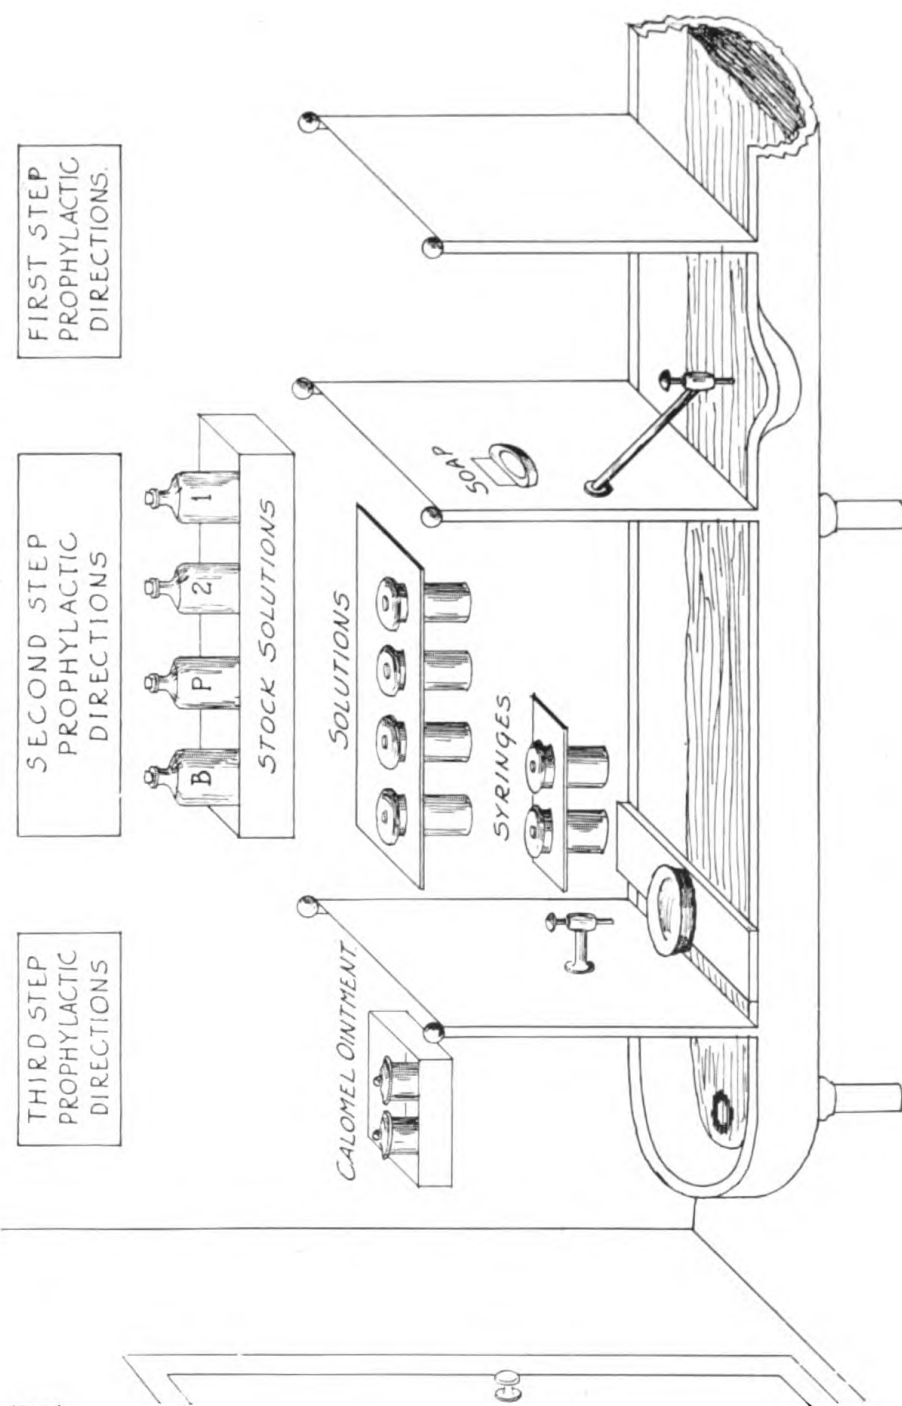 THIRD STEP
PROPHYLACTIC
DIRECTIONS
SECOND STEP
PROPHYLACTIC
DIRECTIONS
FIRST STEP
PROPHYLACTIC
DIRECTIONS.
B P 2 1
STOCK SOLUTIONS
SOLUTIONS
CALOMEL OINTMENT.
SYRINGES.
SOAP